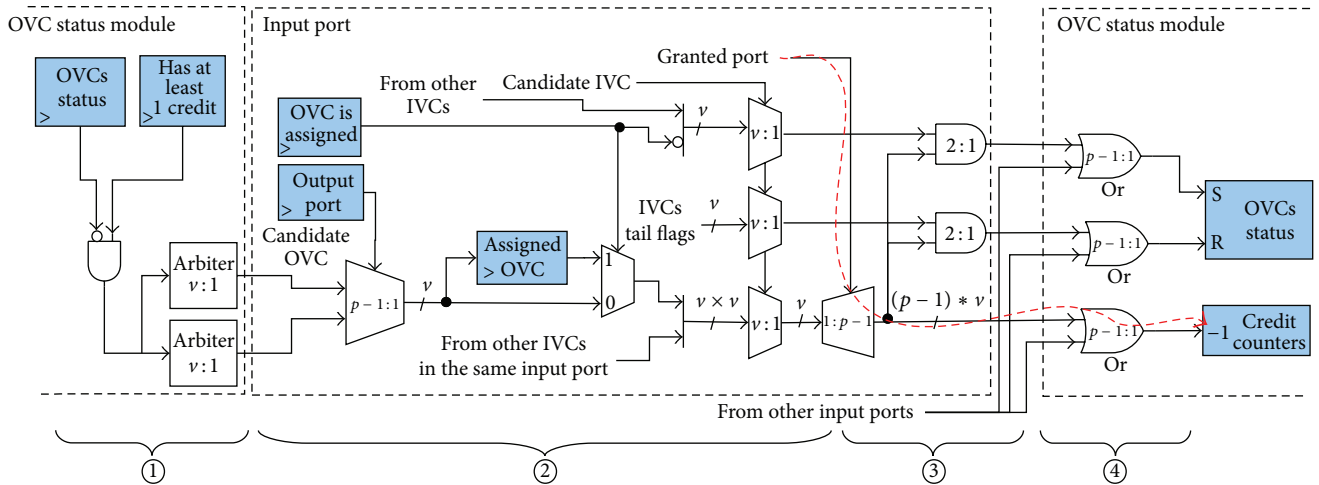 OVC status module
OVCs
status
>
Has at
least
1 credit
>
Arbiter
v : 1
Arbiter
v : 1
Input port
Granted port
Candidate IVC
From other
IVCs
OVC is
assigned
>
v
v : 1
2 : 1
Output
port
>
IVCs
tail flags
v
v : 1
2 : 1
Candidate
OVC
p − 1 : 1
v
Assigned
> OVC
1
0
v × v
v : 1
v
1 : p − 1
(p − 1) ∗ v
From other IVCs
in the same input port
From other input ports
OVC status module
p − 1 : 1
Or
S
R
OVCs
status
p − 1 : 1
Or
p − 1 : 1
Or
−1
Credit
counters
1
2
3
4